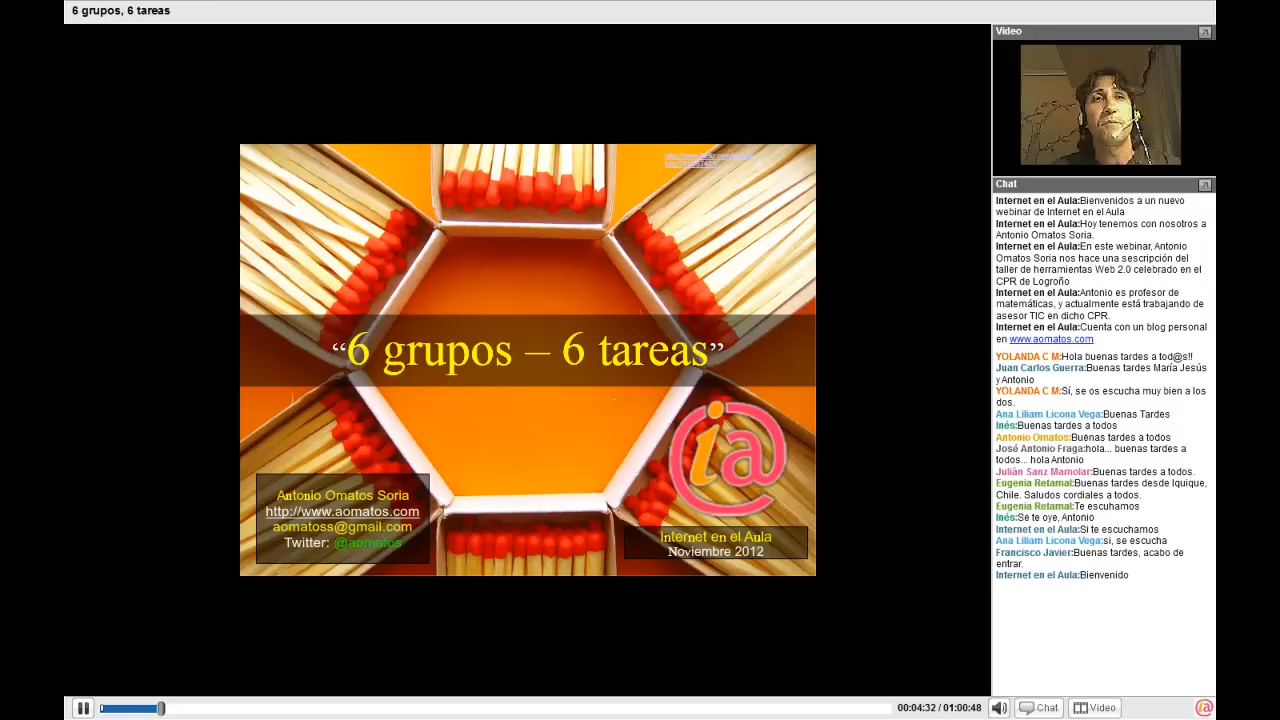 6 grupos, 6 tareas
Video
“6 grupos – 6 tareas”
Antonio Omatos Soria
http://www.aomatos.com
aomatoss@gmail.com
Twitter: @aomatos
Internet en el Aula
Noviembre 2012
Chat
Internet en el Aula:Bienvenidos a un nuevo
webinar de Internet en el Aula
Internet en el Aula:Hoy tenemos con nosotros a
Antonio Omatos Soria.
Internet en el Aula:En este webinar, Antonio
Omatos Soria nos hace una sescripción del
taller de herramientas Web 2.0 celebrado en el
CPR de Logroño
Internet en el Aula:Antonio es profesor de
matemáticas, y actualmente está trabajando de
asesor TIC en dicho CPR.
Internet en el Aula:Cuenta con un blog personal
en www.aomatos.com
YOLANDA C M:Hola buenas tardes a tod@s!!
Juan Carlos Guerra:Buenas tardes María Jesús
y Antonio
YOLANDA C M:Sí, se os escucha muy bien a los
dos.
Ana Liliam Licona Vega:Buenas Tardes
Inés:Buenas tardes a todos
Antonio Omatos:Buenas tardes a todos
José Antonio Fraga:hola... buenas tardes a
todos... hola Antonio
Julián Sanz Mamolar:Buenas tardes a todos.
Eugenia Retamal:Buenas tardes desde Iquique,
Chile. Saludos cordiales a todos.
Eugenia Retamal:Te escuhamos
Inés:Se te oye, Antonio
Internet en el Aula:Si te escuchamos
Ana Liliam Licona Vega:si, se escucha
Francisco Javier:Buenas tardes, acabo de
entrar.
Internet en el Aula:Bienvenido
00:04:32 / 01:00:48
Chat
Video